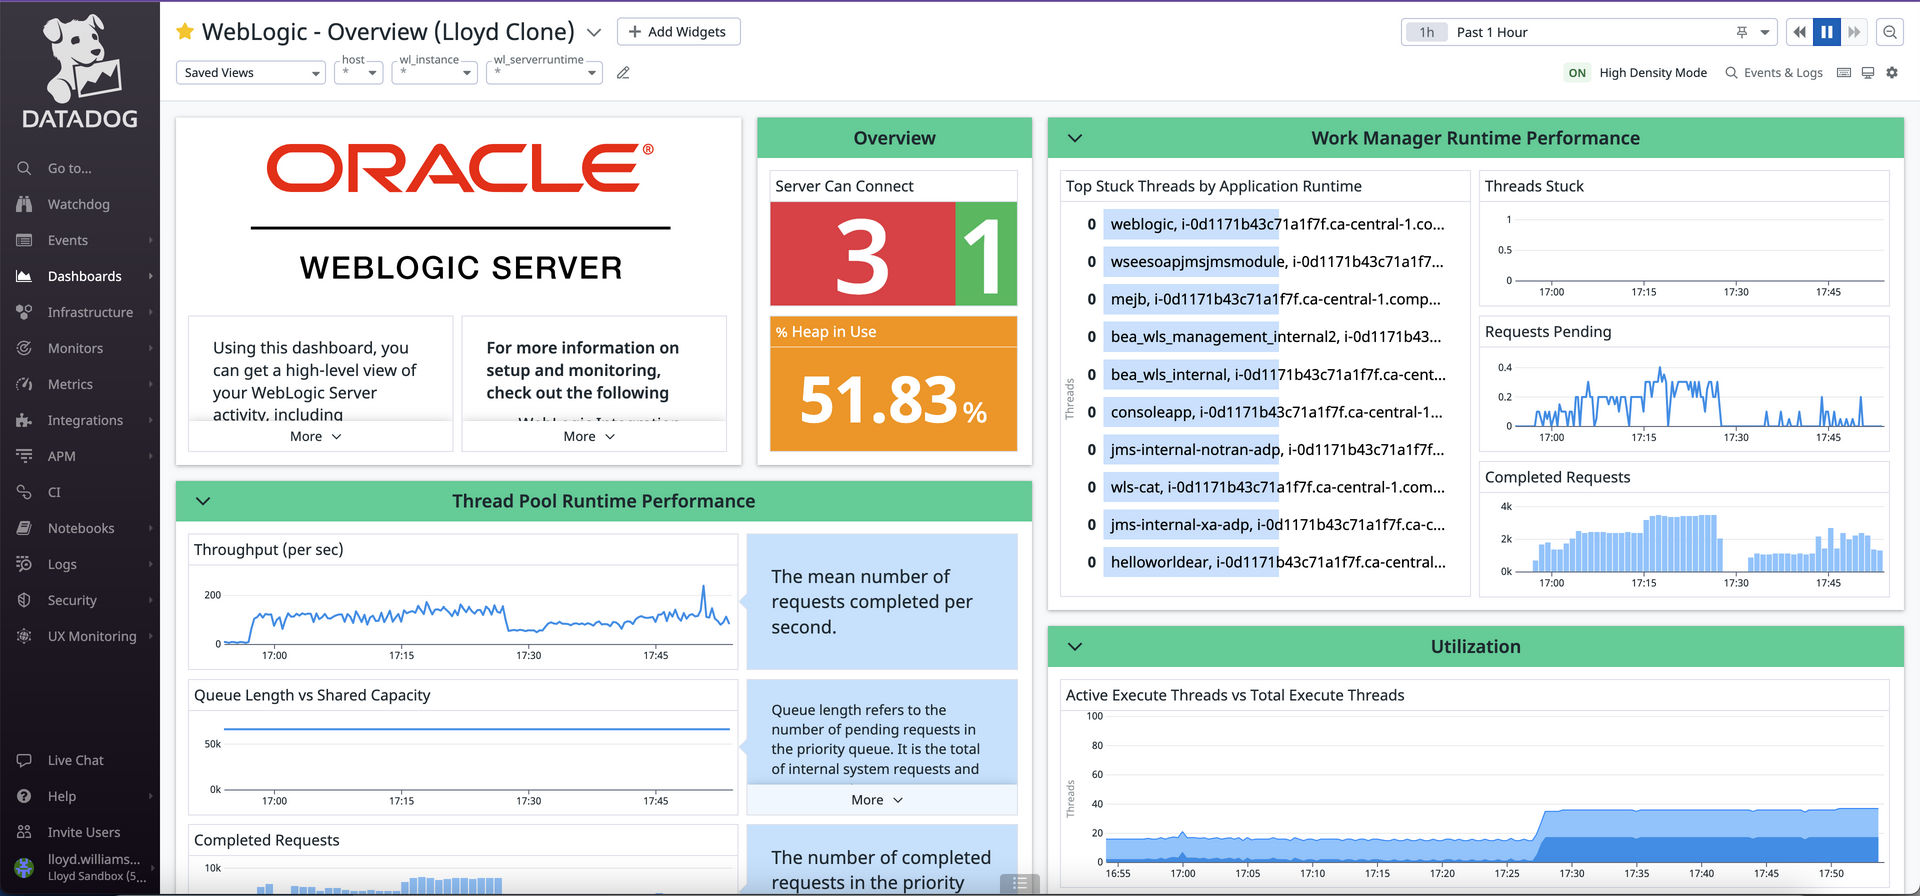 DATADOG
Go to...
Watchdog
Events
Dashboards
Infrastructure
Monitors
Metrics
Integrations
APM
CI
Notebooks
Logs
Security
UX Monitoring
Live Chat
Help
Invite Users
lloyd.williams...
Lloyd Sandbox (5...
WebLogic - Overview (Lloyd Clone)
+ Add Widgets
1h Past 1 Hour
Saved Views
host
*
wl_instance
*
wl_serverruntime
*
ON High Density Mode
Events & Logs
ORACLE®
WEBLOGIC SERVER
Using this dashboard, you
can get a high-level view of
your WebLogic Server
activity, including
More
For more information on
setup and monitoring,
check out the following
More
Overview
Server Can Connect
3 1
% Heap in Use
51.83%
Thread Pool Runtime Performance
Throughput (per sec)
200
0
17:00 17:15 17:30 17:45
The mean number of
requests completed per
second.
Queue Length vs Shared Capacity
50k
0k
17:00 17:15 17:30 17:45
Queue length refers to the
number of pending requests in
the priority queue. It is the total
of internal system requests and
More
Completed Requests
10k
The number of completed
requests in the priority
Work Manager Runtime Performance
Top Stuck Threads by Application Runtime
Threads
0 weblogic, i-0d1171b43c71a1f7f.ca-central-1.co...
0 wseesoapjmsjmsmodule, i-0d1171b43c71a1f7...
0 mejb, i-0d1171b43c71a1f7f.ca-central-1.comp...
0 bea_wls_management_internal2, i-0d1171b43...
0 bea_wls_internal, i-0d1171b43c71a1f7f.ca-cent...
0 consoleapp, i-0d1171b43c71a1f7f.ca-central-1...
0 jms-internal-notran-adp, i-0d1171b43c71a1f7f...
0 wls-cat, i-0d1171b43c71a1f7f.ca-central-1.com...
0 jms-internal-xa-adp, i-0d1171b43c71a1f7f.ca-c...
0 helloworldear, i-0d1171b43c71a1f7f.ca-central...
Threads Stuck
1
0.5
0
17:00 17:15 17:30 17:45
Requests Pending
0.4
0.2
0
17:00 17:15 17:30 17:45
Completed Requests
4k
2k
0k
17:00 17:15 17:30 17:45
Utilization
Active Execute Threads vs Total Execute Threads
Threads
100
80
60
40
20
0
16:55 17:00 17:05 17:10 17:15 17:20 17:25 17:30 17:35 17:40 17:45 17:50